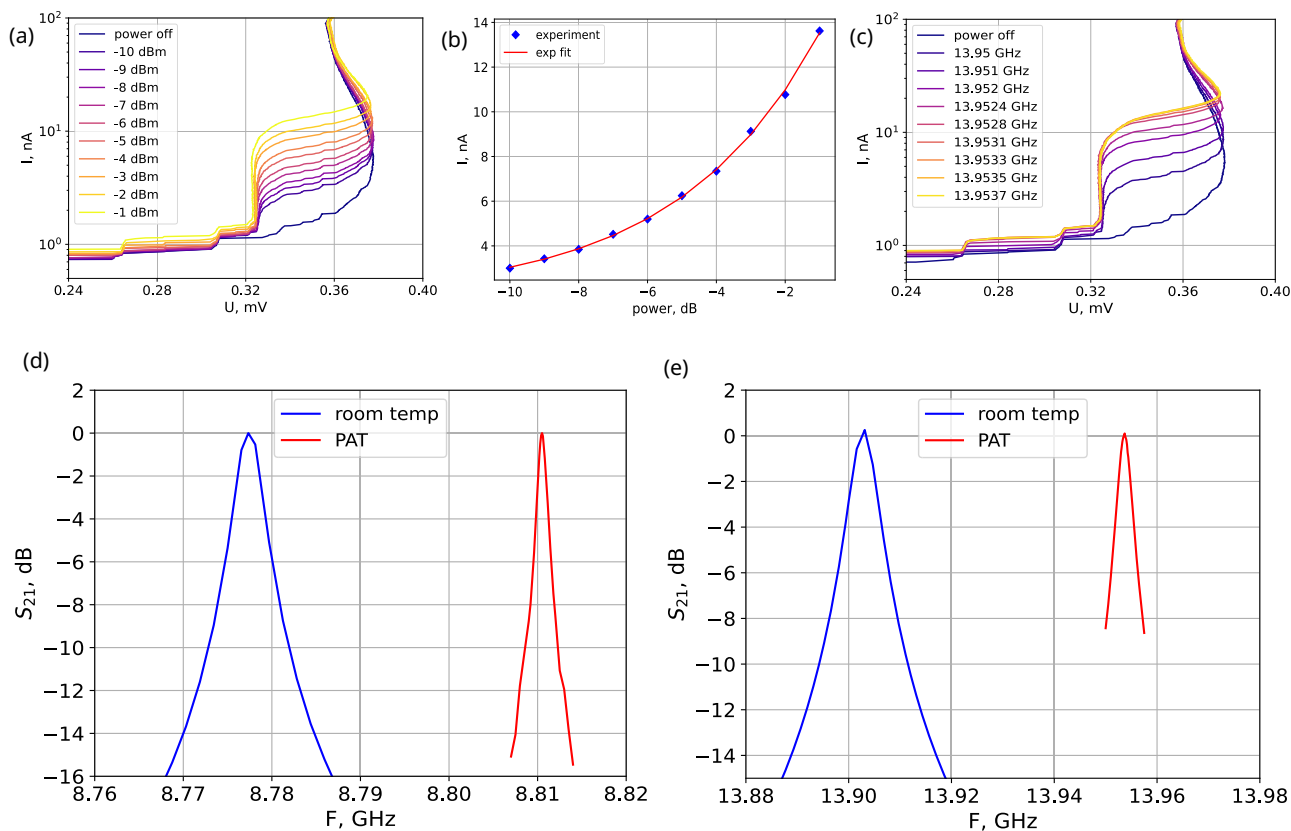 (a)
power off
-10 dBm
-9 dBm
-8 dBm
-7 dBm
-6 dBm
-5 dBm
-4 dBm
-3 dBm
-2 dBm
-1 dBm
10²
10¹
10⁰
I, nA
0.24 0.28 0.32 0.36 0.40
U, mV
(b)
experiment
exp fit
14
12
10
8
6
4
I, nA
−10 −8 −6 −4 −2
power, dB
(c)
power off
13.95 GHz
13.951 GHz
13.952 GHz
13.9524 GHz
13.9528 GHz
13.9531 GHz
13.9533 GHz
13.9535 GHz
13.9537 GHz
10²
10¹
10⁰
I, nA
0.24 0.28 0.32 0.36 0.40
U, mV
(d)
room temp
PAT
2
0
−2
−4
−6
−8
−10
−12
−14
−16
S₂₁, dB
8.76 8.77 8.78 8.79 8.80 8.81 8.82
F, GHz
(e)
room temp
PAT
2
0
−2
−4
−6
−8
−10
−12
−14
S₂₁, dB
13.88 13.90 13.92 13.94 13.96 13.98
F, GHz